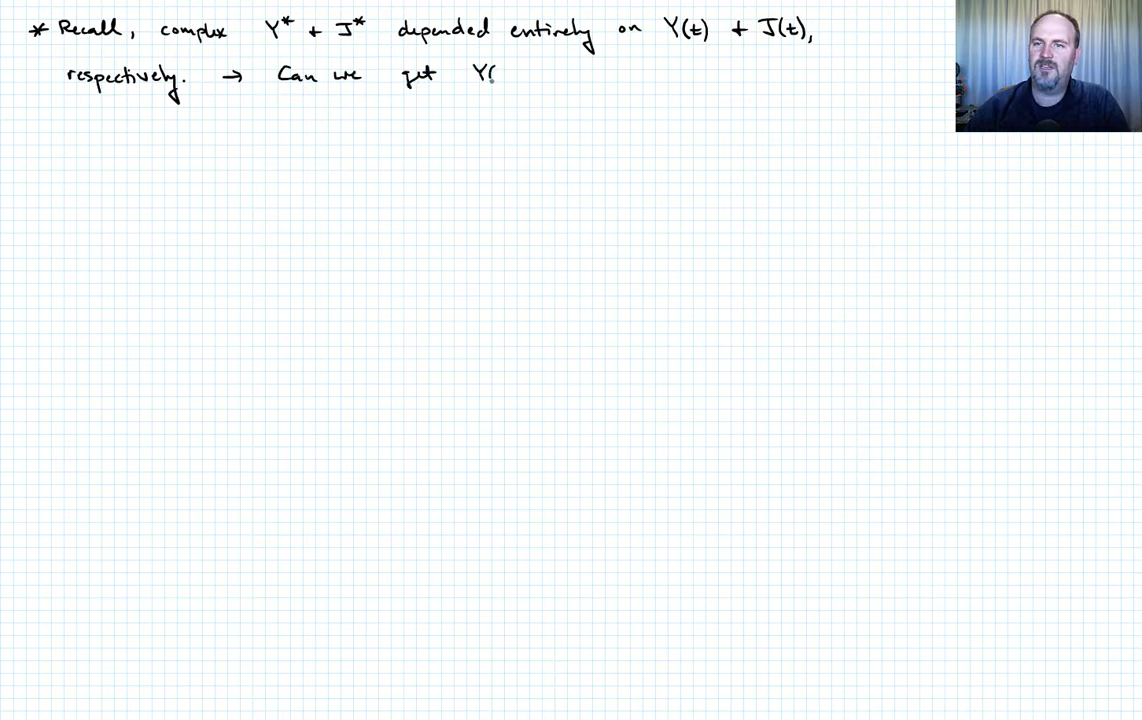 * Recall, complex Y* + J* depended entirely on Y(t) + J(t),
respectively. → Can we get Y(